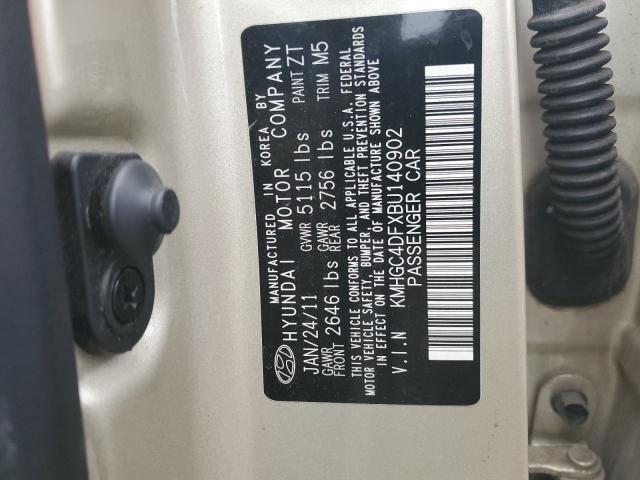 MANUFACTURED IN KOREA BY
HYUNDAI MOTOR COMPANY
JAN/24/11 GVWR 5115 lbs PAINT ZT
GAWR FRONT 2646 lbs GAWR REAR 2756 lbs TRIM M5
THIS VEHICLE CONFORMS TO ALL APPLICABLE U.S.A. FEDERAL
MOTOR VEHICLE SAFETY, BUMPER, AND THEFT PREVENTION STANDARDS
IN EFFECT ON THE DATE OF MANUFACTURE SHOWN ABOVE
V.I.N KMHGC4DFXBU140902
PASSENGER CAR